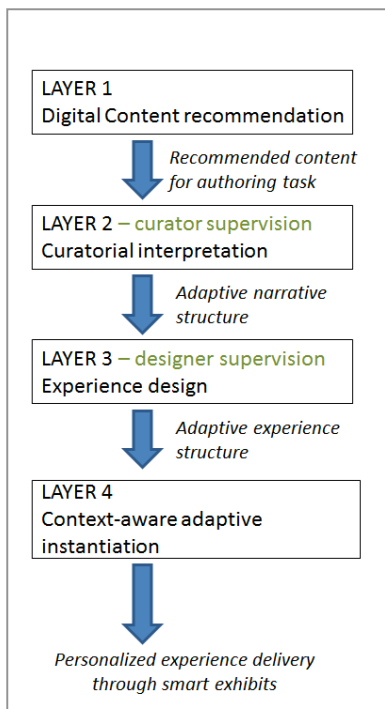 LAYER 1
Digital Content recommendation
Recommended content
for authoring task
LAYER 2 – curator supervision
Curatorial interpretation
Adaptive narrative
structure
LAYER 3 – designer supervision
Experience design
Adaptive experience
structure
LAYER 4
Context-aware adaptive
instantiation
Personalized experience delivery
through smart exhibits